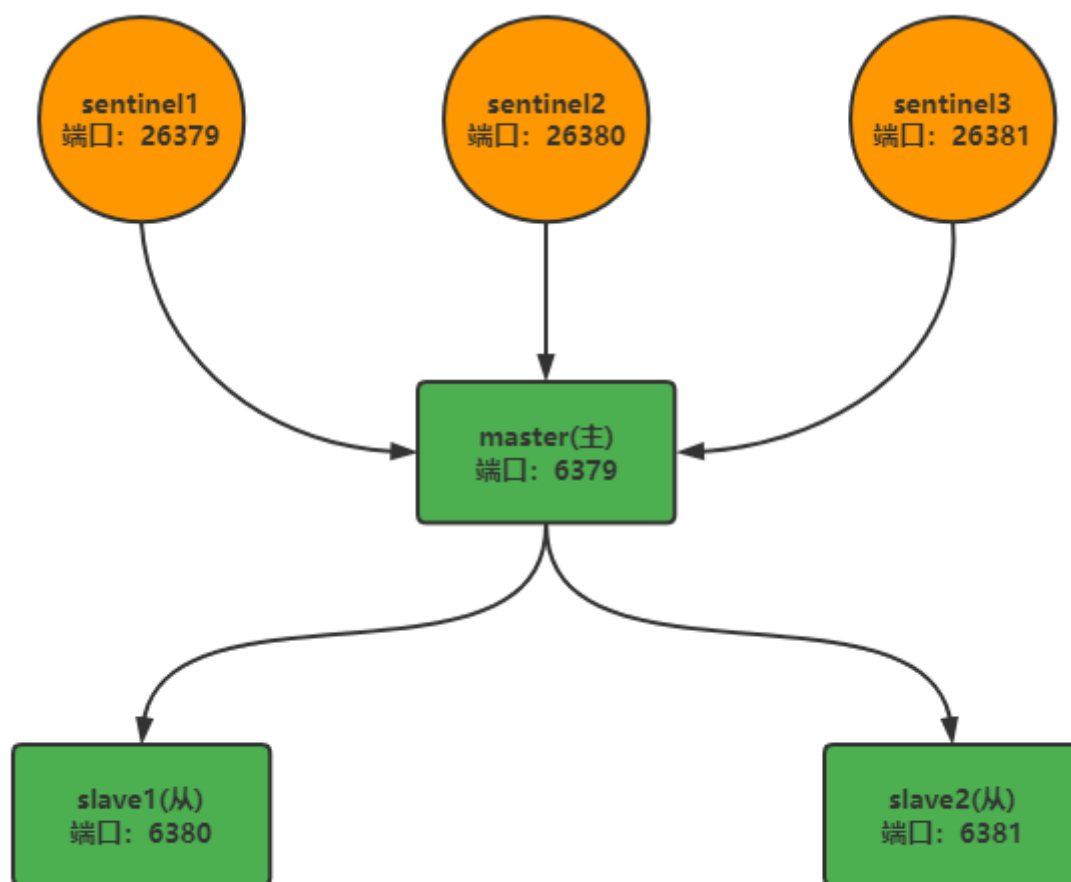 sentinel1
端口：26379
sentinel2
端口：26380
sentinel3
端口：26381
master(主)
端口：6379
slave1(从)
端口：6380
slave2(从)
端口：6381